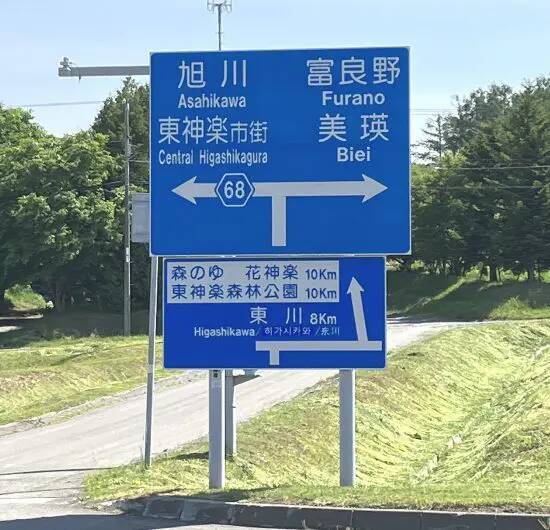 旭川 富良野
Asahikawa Furano
東神楽市街 美瑛
Central Higashikagura Biei
68
森のゆ 花神楽 10Km
東神楽森林公園 10Km
東川 8Km
Higashikawa / 히가시카와 / 东川